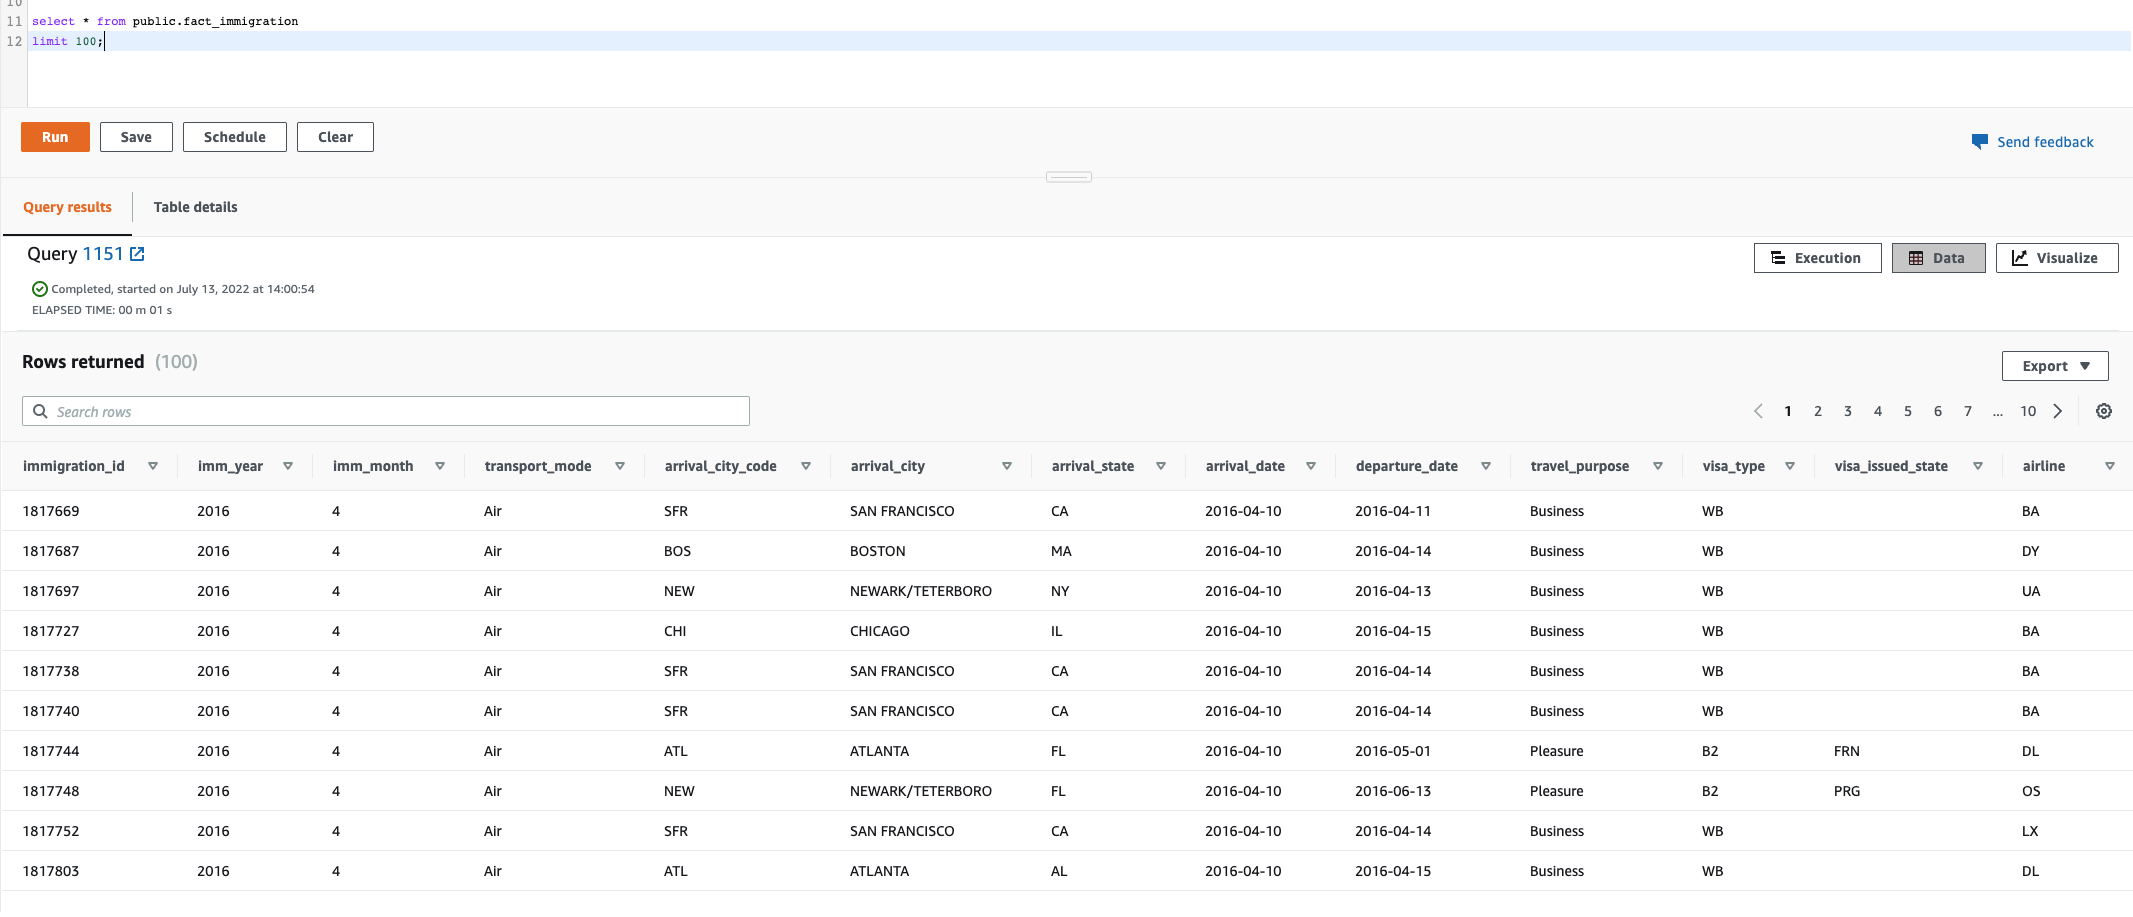 10
11 select * from public.fact_immigration
12 limit 100;
Run Save Schedule Clear
Send feedback
Query results Table details
Query 1151
Execution Data Visualize
Completed, started on July 13, 2022 at 14:00:54
ELAPSED TIME: 00 m 01 s
Rows returned (100)
Export
Search rows
1 2 3 4 5 6 7 ... 10
immigration_id imm_year imm_month transport_mode arrival_city_code arrival_city arrival_state arrival_date departure_date travel_purpose visa_type visa_issued_state airline
1817669 2016 4 Air SFR SAN FRANCISCO CA 2016-04-10 2016-04-11 Business WB BA
1817687 2016 4 Air BOS BOSTON MA 2016-04-10 2016-04-14 Business WB DY
1817697 2016 4 Air NEW NEWARK/TETERBORO NY 2016-04-10 2016-04-13 Business WB UA
1817727 2016 4 Air CHI CHICAGO IL 2016-04-10 2016-04-15 Business WB BA
1817738 2016 4 Air SFR SAN FRANCISCO CA 2016-04-10 2016-04-14 Business WB BA
1817740 2016 4 Air SFR SAN FRANCISCO CA 2016-04-10 2016-04-14 Business WB BA
1817744 2016 4 Air ATL ATLANTA FL 2016-04-10 2016-05-01 Pleasure B2 FRN DL
1817748 2016 4 Air NEW NEWARK/TETERBORO FL 2016-04-10 2016-06-13 Pleasure B2 PRG OS
1817752 2016 4 Air SFR SAN FRANCISCO CA 2016-04-10 2016-04-14 Business WB LX
1817803 2016 4 Air ATL ATLANTA AL 2016-04-10 2016-04-15 Business WB DL